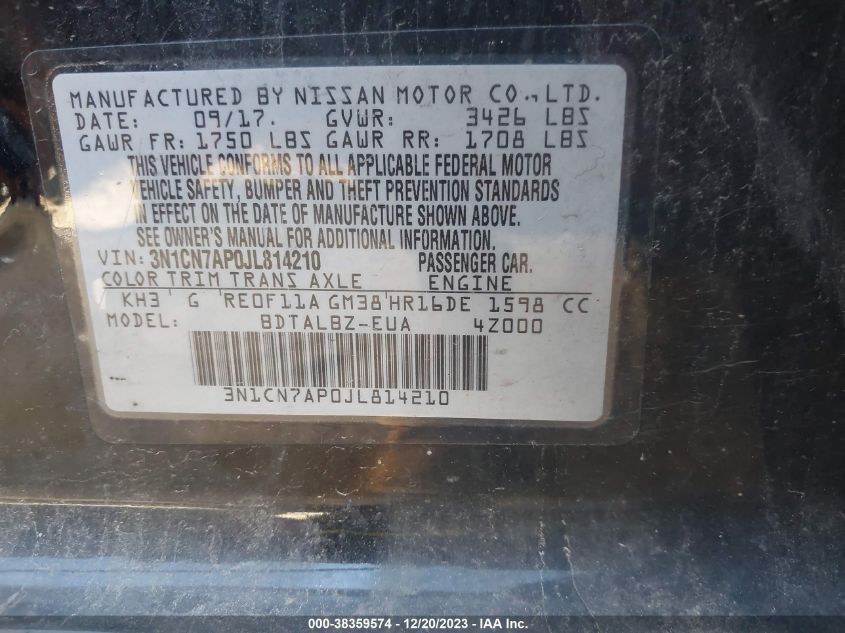 MANUFACTURED BY NISSAN MOTOR CO., LTD.
DATE: 09/17. GVWR: 3426 LBS
GAWR FR: 1750 LBS GAWR RR: 1708 LBS
THIS VEHICLE CONFORMS TO ALL APPLICABLE FEDERAL MOTOR
VEHICLE SAFETY, BUMPER AND THEFT PREVENTION STANDARDS
IN EFFECT ON THE DATE OF MANUFACTURE SHOWN ABOVE.
SEE OWNER'S MANUAL FOR ADDITIONAL INFORMATION.
VIN: 3N1CN7AP0JL814210 PASSENGER CAR.
COLOR TRIM TRANS AXLE ENGINE
KH3 G RE0F11A GM38 HR16DE 1598 CC
MODEL: BDTALBZ-EUA 4Z000
3N1CN7AP0JL814210
000-38359574 - 12/20/2023 - IAA Inc.